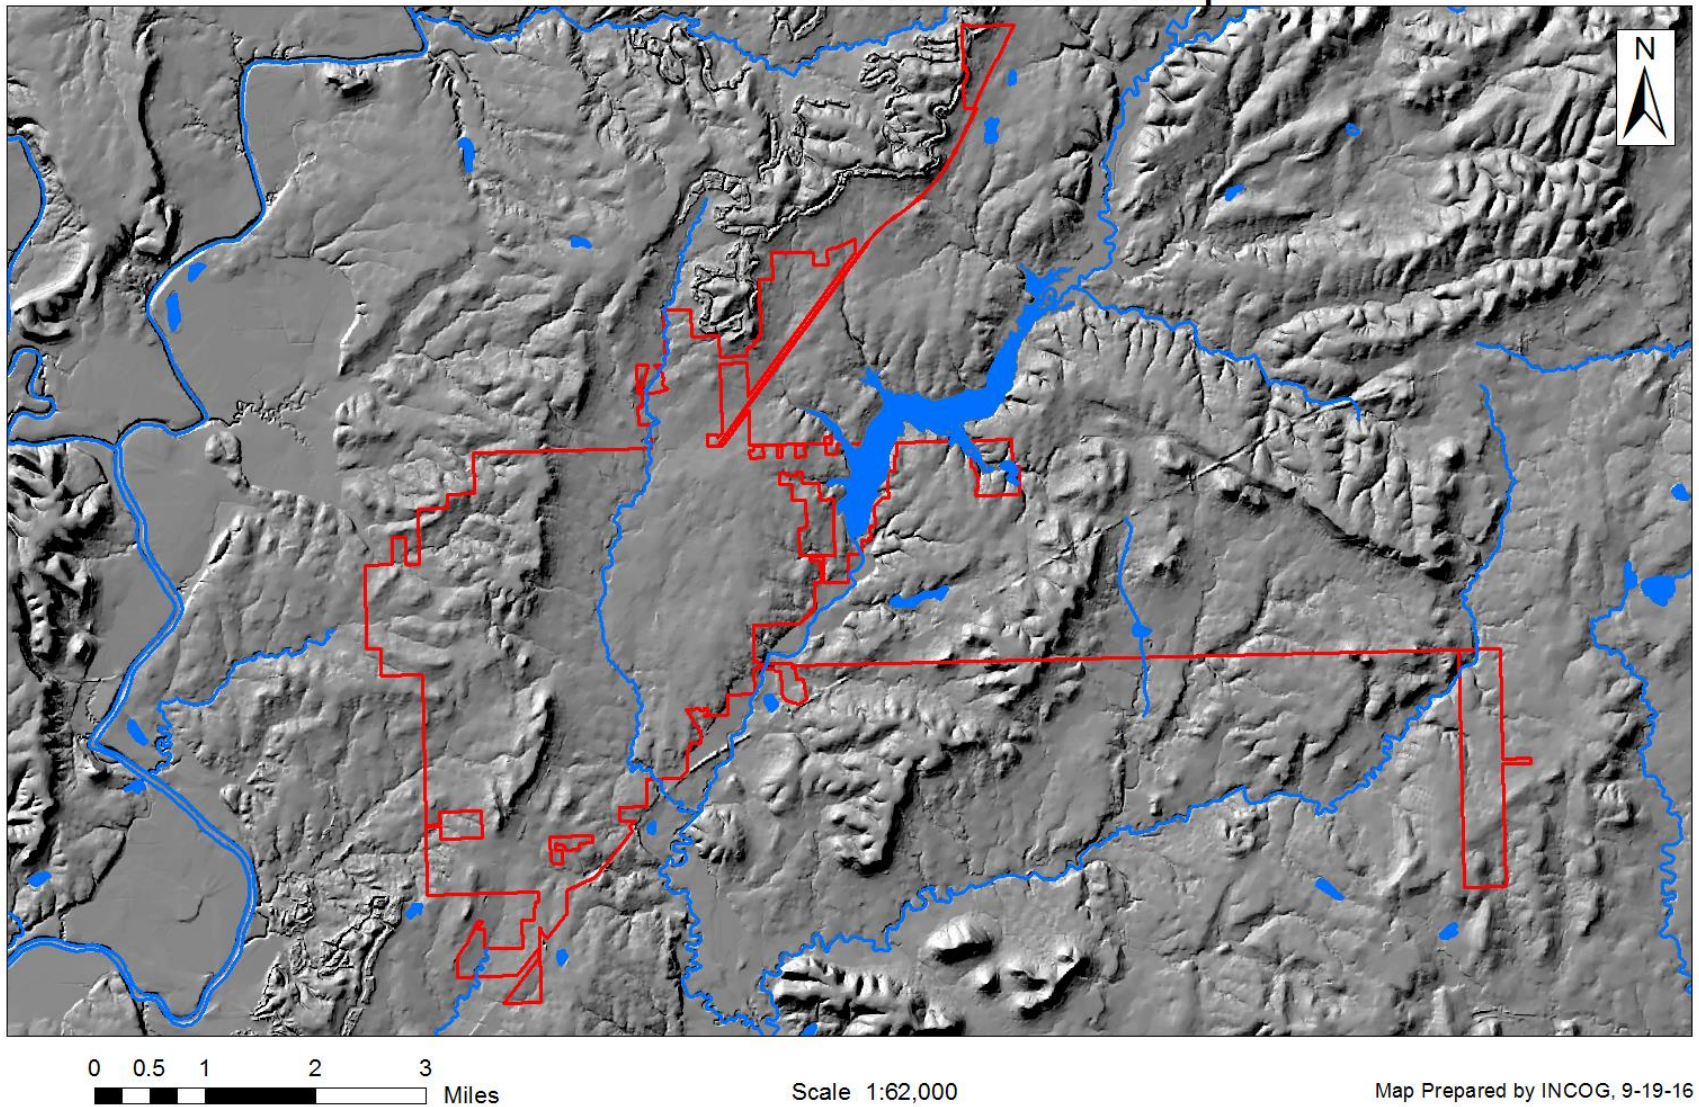 N
0 0.5 1 2 3
Miles
Scale 1:62,000
Map Prepared by INCOG, 9-19-16